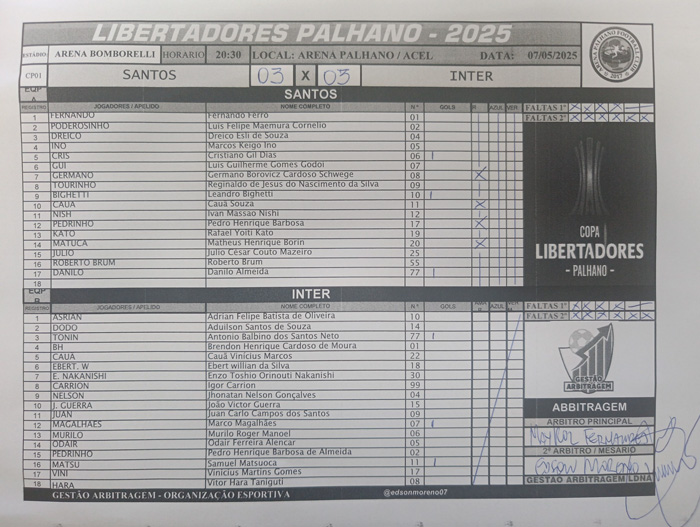 LIBERTADORES PALHANO - 2025
ESTÁDIO ARENA BOMBORELLI HORARIO 20:30 LOCAL: ARENA PALHANO / ACEL DATA: 07/05/2025
CP01 SANTOS 03 X 03 INTER
SANTOS
REGISTRO JOGADORES / APELIDO NOME COMPLETO Nº GOLS AZUL VER FALTAS 1º X X X X
FALTAS 2º X X X X X
1 FERNANDO Fernando Ferro 01
2 PODEROSINHO Luis Felipe Maemura Cornelio 02
3 DREICO Dreico Esli de Souza 04
4 INO Marcos Keigo Ino 05
5 CRIS Cristiano Gil Dias 06 I
6 GUI Luis Guilherme Gomes Godoi 07
7 GERMANO Germano Borovicz Cardoso Schwege 08 X
8 TOURINHO Reginaldo de Jesus do Nascimento da Silva 09
9 BIGHETTI Leandro Bighetti 10 I
10 CAUÃ Cauã Souza 11 X
11 NISH Ivan Massao Nishi 12
12 PEDRINHO Pedro Henrique Barbosa 17 X
13 KATO Rafael Yoiti Kato 19
14 MATUCA Matheus Henrique Borin 20 X
15 JULIO Julio César Couto Mazeiro 25
16 ROBERTO BRUM Roberto Brum 55
17 DANILO Danilo Almeida 77 I
18
COPA
LIBERTADORES
- PALHANO -
INTER
REGISTRO JOGADORES / APELIDO NOME COMPLETO Nº GOLS AZUL FALTAS 1º X X X X
FALTAS 2º X X X X X X
1 ASRIAN Adrian Felipe Batista de Oliveira 10
2 DODO Aduilson Santos de Souza 14
3 TONIN Antonio Balbino dos Santos Neto 77 I
4 BH Brendon Henrique Cardoso de Moura 01
5 CAUÃ Cauã Vinícius Marcos 22
6 EBERT. W Ebert willian da Silva 18
7 E. NAKANISHI Enzo Toshio Orinouti Nakanishi 30
8 CARRION Igor Carrion 99
9 NELSON Jhonatan Nelson Gonçalves 04
10 J. GUERRA João Victor Guerra 15
11 JUAN Juan Carlo Campos dos Santos 09
12 MAGALHÃES Marco Magalhães 07 I
13 MURILO Murilo Roger Manoel 06
14 ODAIR Odair Ferreira Alencar 05
15 PEDRINHO Pedro Henrique Barbosa de Almeida 02
16 MATSU Samuel Matsuoca 11 I
17 VINI Vinicius Martins Gomes 17
18 HARA Vitor Hara Taniguti 08
GESTÃO
ARBITRAGEM
ABBITRAGEM
ARBITRO PRINCIPAL
2º ARBITRO / MESARIO
Edson Moreno
GESTÃO ARBITRAGEM LDNA
GESTÃO ARBITRAGEM - ORGANIZAÇÃO ESPORTIVA @edsonmoreno07